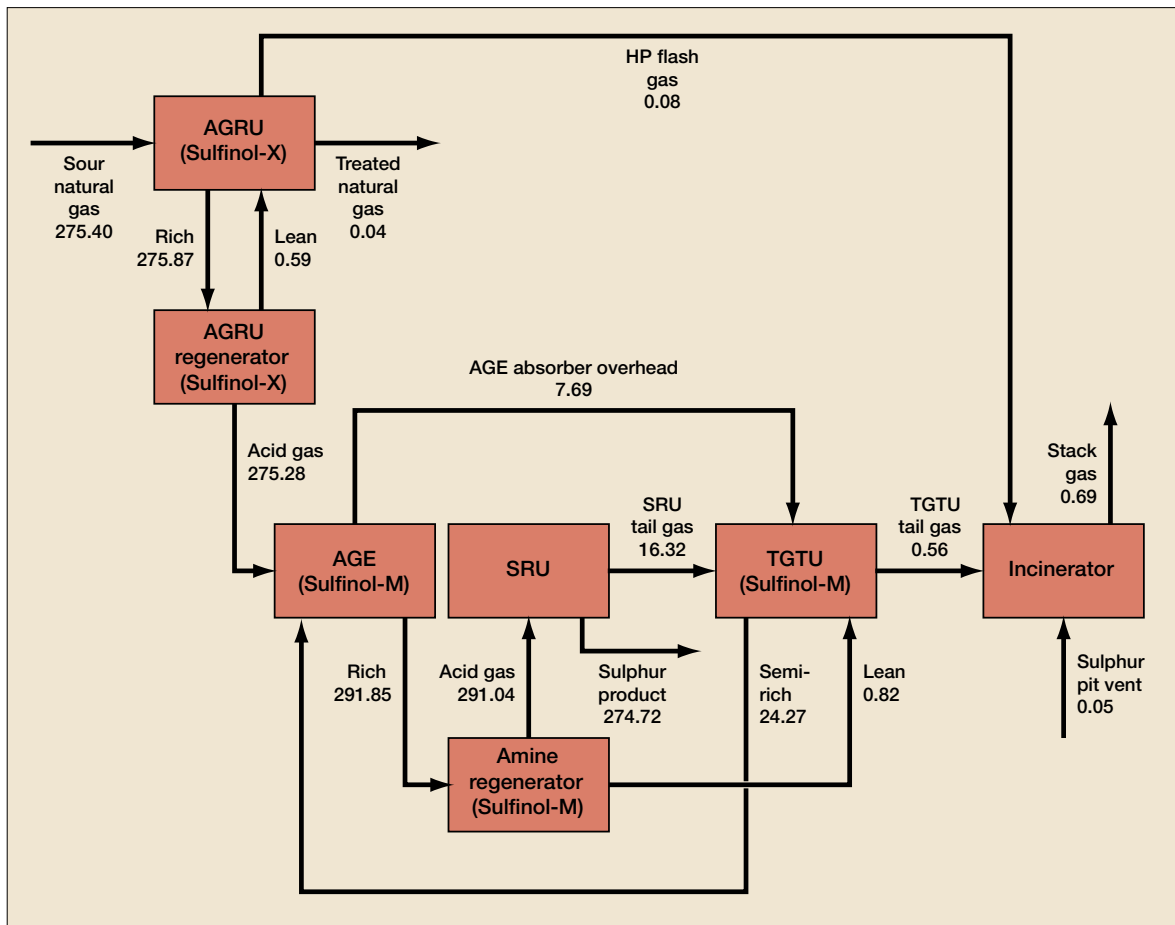 HP flash
gas
0.08
AGRU
(Sulfinol-X)
Sour
natural
gas
275.40
Treated
natural
gas
0.04
Rich
275.87
Lean
0.59
AGRU
regenerator
(Sulfinol-X)
AGE absorber overhead
7.69
Acid gas
275.28
Stack
gas
0.69
SRU
tail gas
16.32
TGTU
tail gas
0.56
AGE
(Sulfinol-M)
SRU
TGTU
(Sulfinol-M)
Incinerator
Rich
291.85
Acid gas
291.04
Sulphur
product
274.72
Semi-
rich
24.27
Lean
0.82
Sulphur
pit vent
0.05
Amine
regenerator
(Sulfinol-M)